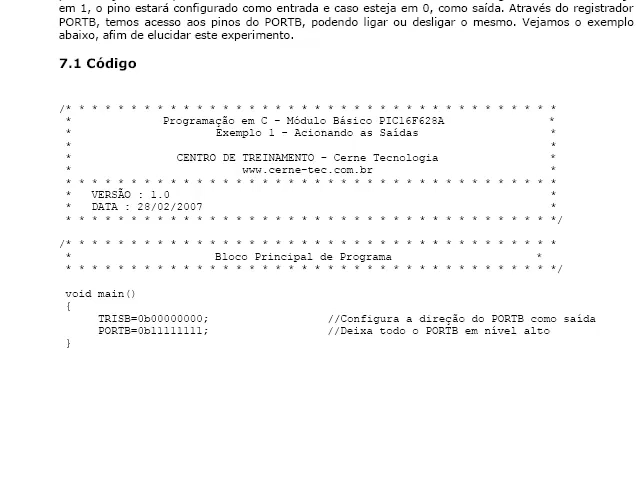 em 1, o pino estará configurado como entrada e caso esteja em 0, como saída. Através do registrador
PORTB, temos acesso aos pinos do PORTB, podendo ligar ou desligar o mesmo. Vejamos o exemplo
abaixo, afim de elucidar este experimento.
7.1 Código
/* * * * * * * * * * * * * * * * * * * * * * * * * * * * * * * * * * * * * *
* Programação em C - Módulo Básico PIC16F628A *
* Exemplo 1 - Acionando as Saídas *
* *
* CENTRO DE TREINAMENTO - Cerne Tecnologia *
* www.cerne-tec.com.br *
* * * * * * * * * * * * * * * * * * * * * * * * * * * * * * * * * * * * * *
* VERSÃO : 1.0 *
* DATA : 28/02/2007 *
* * * * * * * * * * * * * * * * * * * * * * * * * * * * * * * * * * * * * */
/* * * * * * * * * * * * * * * * * * * * * * * * * * * * * * * * * * * * * *
* Bloco Principal de Programa *
* * * * * * * * * * * * * * * * * * * * * * * * * * * * * * * * * * * * * */
void main()
{
TRISB=0b00000000; //Configura a direção do PORTB como saída
PORTB=0b11111111; //Deixa todo o PORTB em nível alto
}